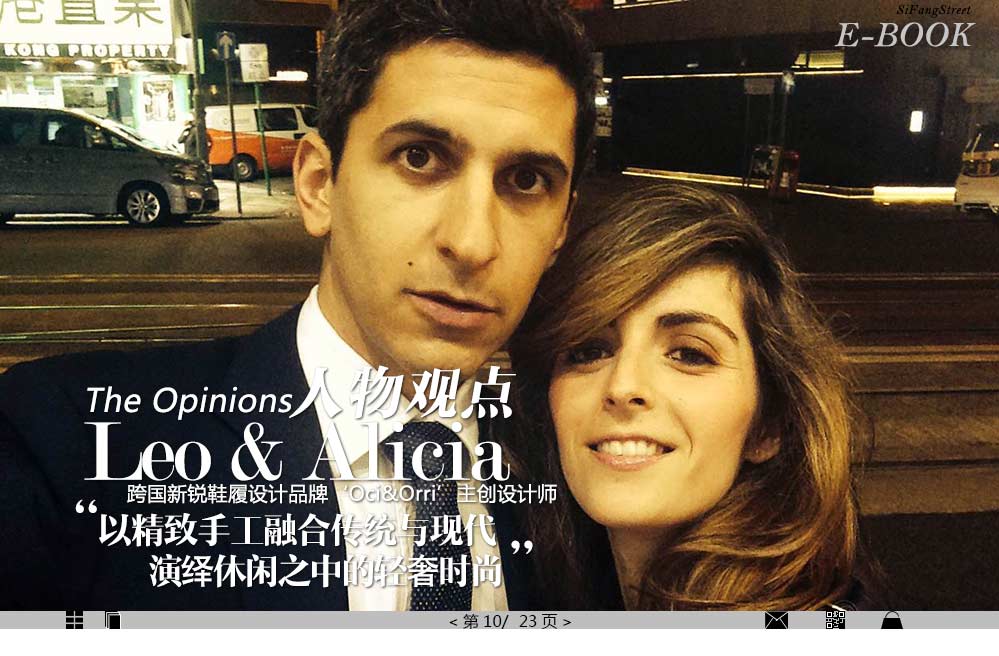 港置業
KONG PROPERTY
SiFangStreet
E-BOOK
The Opinions人物观点
Leo & Alicia
跨国新锐鞋履设计品牌‘Oci&Orri’主创设计师
“以精致手工融合传统与现代
演绎休闲之中的轻奢时尚”
< 第 10/ 23 页 >